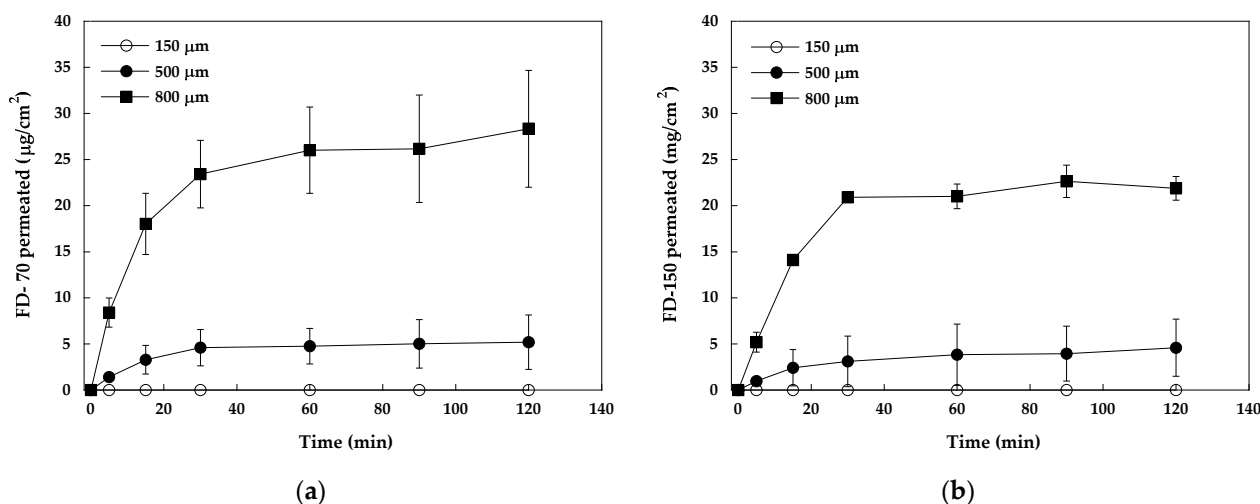 40
35
30
25
20
15
10
5
0
FD- 70 permeated (μg/cm²)
150 μm
500 μm
800 μm
0 20 40 60 80 100 120 140
Time (min)
(a)
40
35
30
25
20
15
10
5
0
FD-150 permeated (mg/cm²)
150 μm
500 μm
800 μm
0 20 40 60 80 100 120 140
Time (min)
(b)